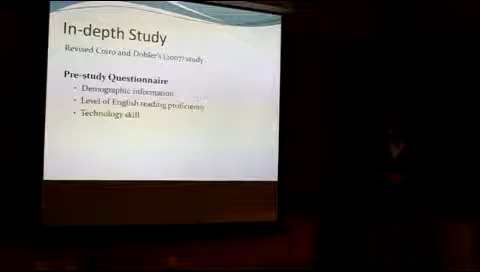 In-depth Study
Revised Coiro and Dobler's (2007) study
Pre-study Questionnaire
• Demographic information
• Level of English reading proficiency
• Technology skill